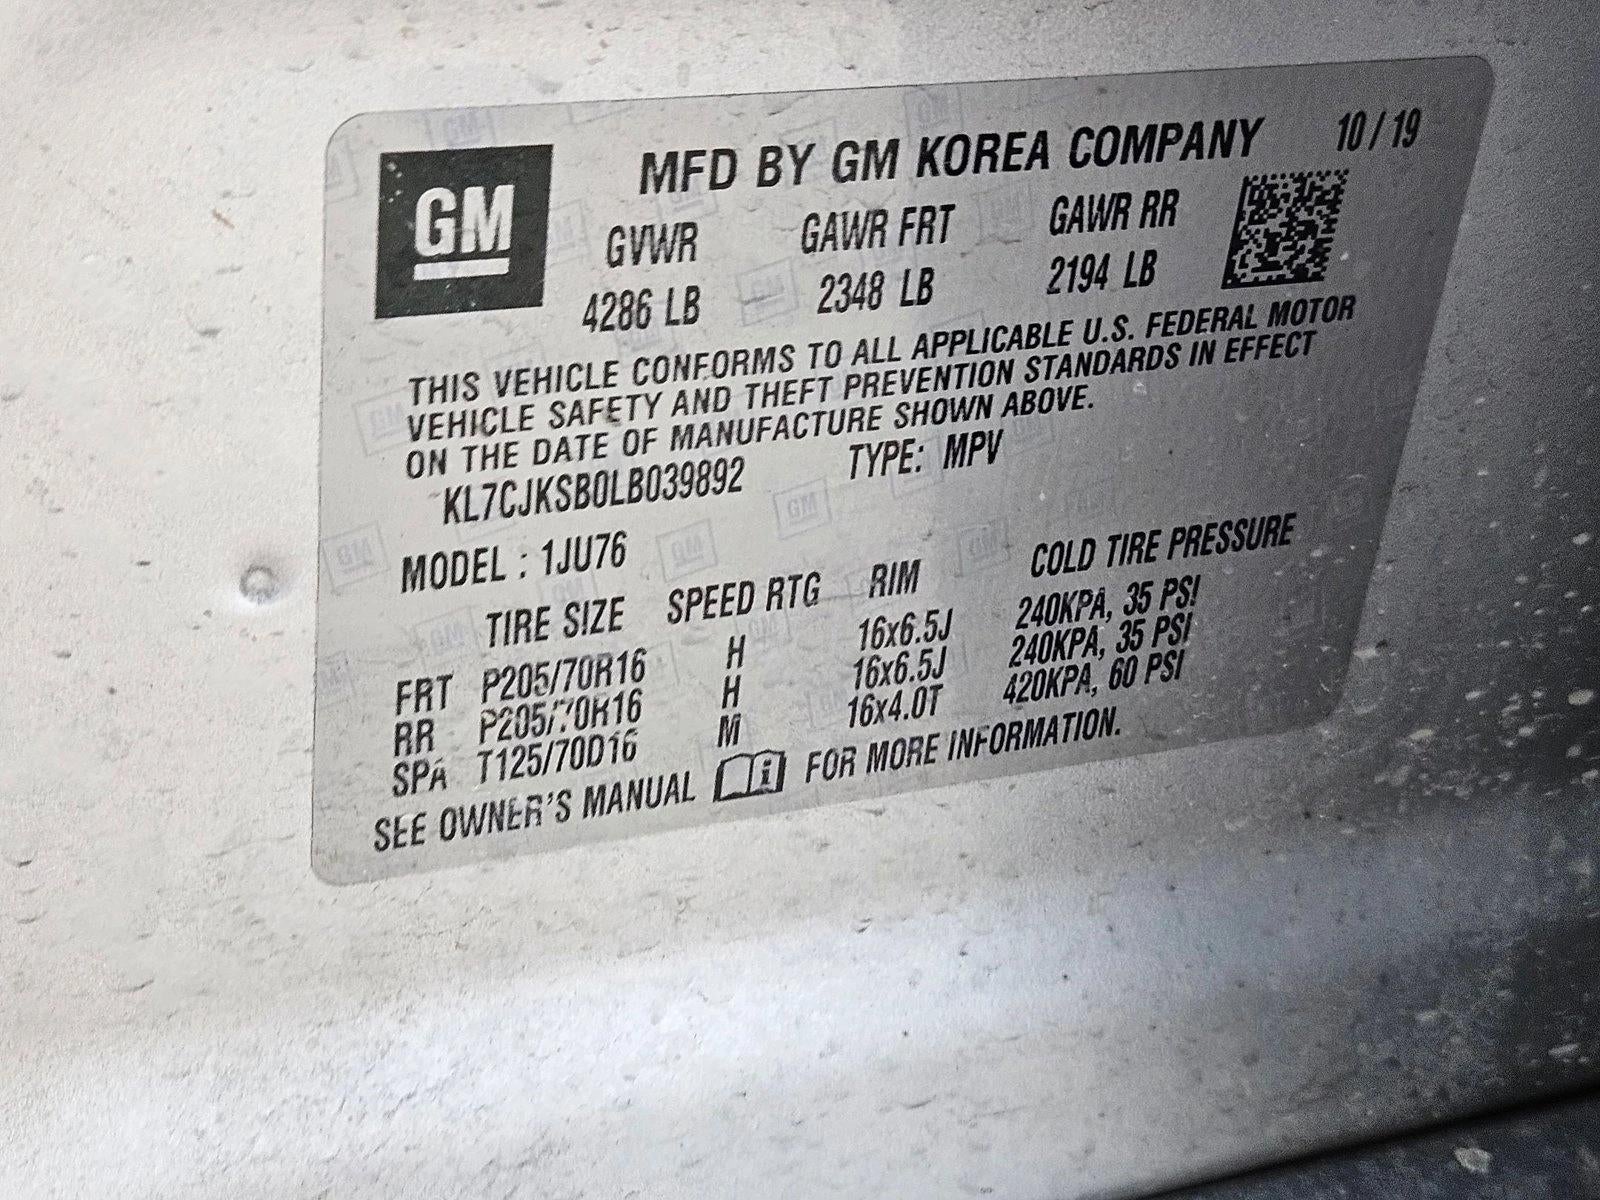 GM
MFD BY GM KOREA COMPANY 10/19
GVWR GAWR FRT GAWR RR
4286 LB 2348 LB 2194 LB
THIS VEHICLE CONFORMS TO ALL APPLICABLE U.S. FEDERAL MOTOR
VEHICLE SAFETY AND THEFT PREVENTION STANDARDS IN EFFECT
ON THE DATE OF MANUFACTURE SHOWN ABOVE.
KL7CJKSB0LB039892 TYPE: MPV
MODEL : 1JU76
TIRE SIZE SPEED RTG RIM COLD TIRE PRESSURE
FRT P205/70R16 H 16x6.5J 240KPA, 35 PSI
RR P205/70R16 H 16x6.5J 240KPA, 35 PSI
SPA T125/70D16 M 16x4.0T 420KPA, 60 PSI
SEE OWNER'S MANUAL FOR MORE INFORMATION.